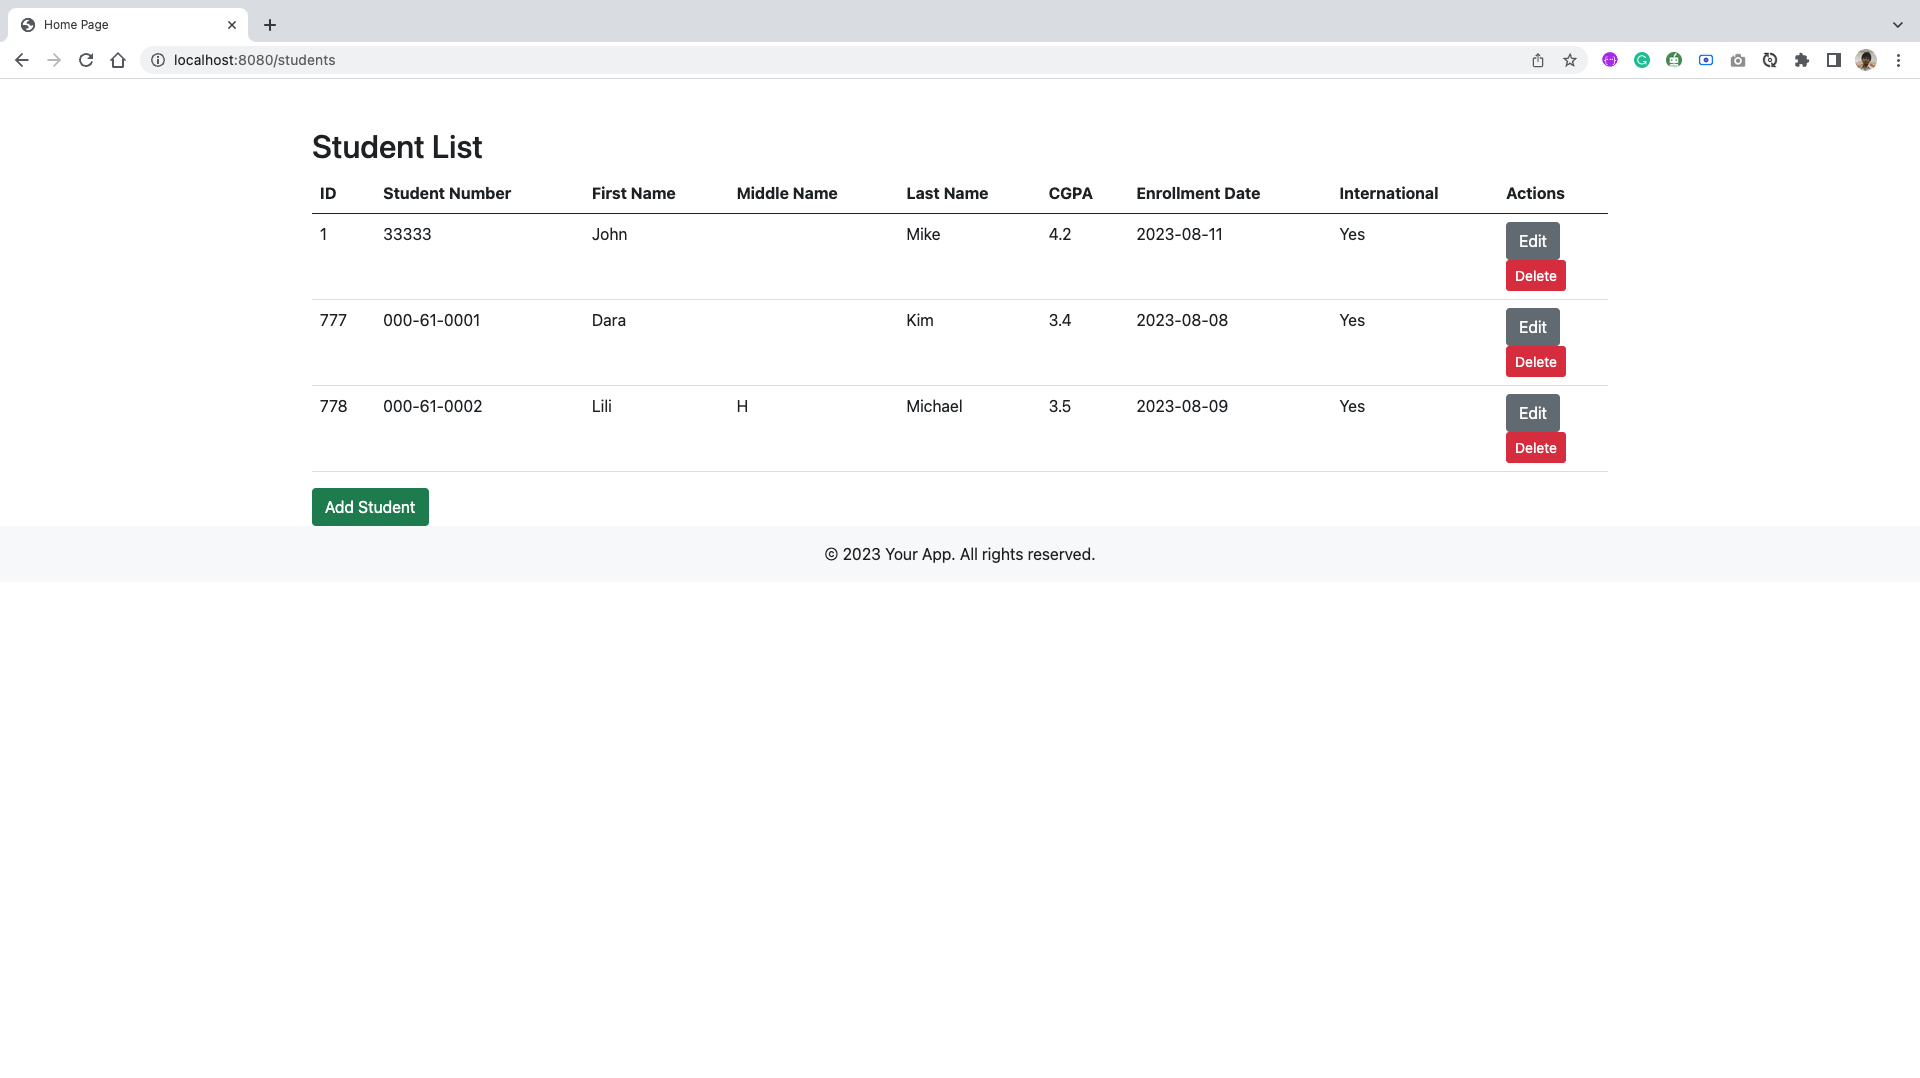 Home Page
localhost:8080/students
Student List
ID Student Number First Name Middle Name Last Name CGPA Enrollment Date International Actions
1 33333 John Mike 4.2 2023-08-11 Yes Edit
Delete
777 000-61-0001 Dara Kim 3.4 2023-08-08 Yes Edit
Delete
778 000-61-0002 Lili H Michael 3.5 2023-08-09 Yes Edit
Delete
Add Student
© 2023 Your App. All rights reserved.